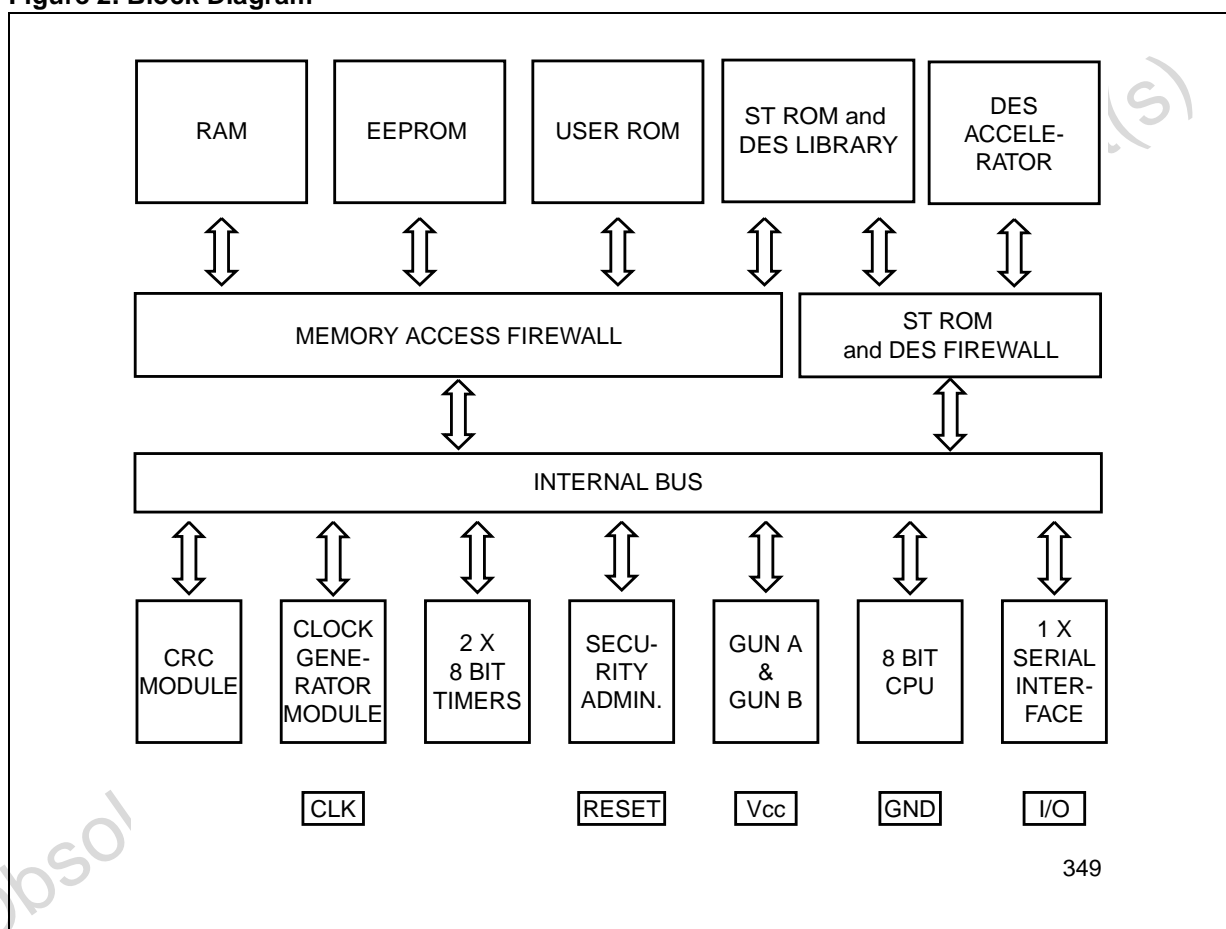 Figure 2. Block Diagram
RAM
EEPROM
USER ROM
ST ROM and
DES LIBRARY
DES
ACCELE-
RATOR
MEMORY ACCESS FIREWALL
ST ROM
and DES FIREWALL
INTERNAL BUS
CRC
MODULE
CLOCK
GENE-
RATOR
MODULE
2 X
8 BIT
TIMERS
SECU-
RITY
ADMIN.
GUN A
&
GUN B
8 BIT
CPU
1 X
SERIAL
INTER-
FACE
CLK
RESET
Vcc
GND
I/O
349